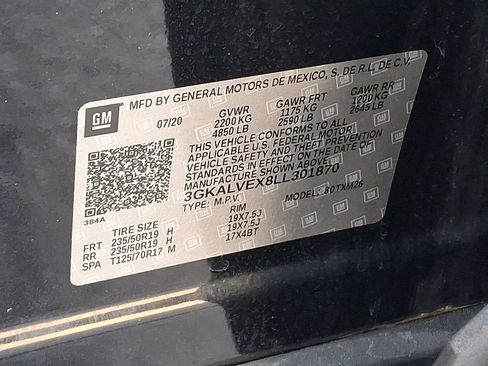 GM
MFD BY GENERAL MOTORS DE MEXICO, S. DE R.L. DE C.V.
07/20 GVWR GAWR FRT GAWR RR
2200 KG 1175 KG 1200 KG
4850 LB 2590 LB 2645 LB
THIS VEHICLE CONFORMS TO ALL
APPLICABLE U.S. FEDERAL MOTOR
VEHICLE SAFETY AND THEFT PREVENTION
STANDARDS IN EFFECT ON THE DATE OF
MANUFACTURE SHOWN ABOVE.
3GKALVEX8LL301870
TYPE: M.P.V. MODEL: 80TXM26
384A
TIRE SIZE RIM
FRT 235/50R19 H 19X7.5J
RR 235/50R19 H 19X7.5J
SPA T125/70R17 M 17X4BT